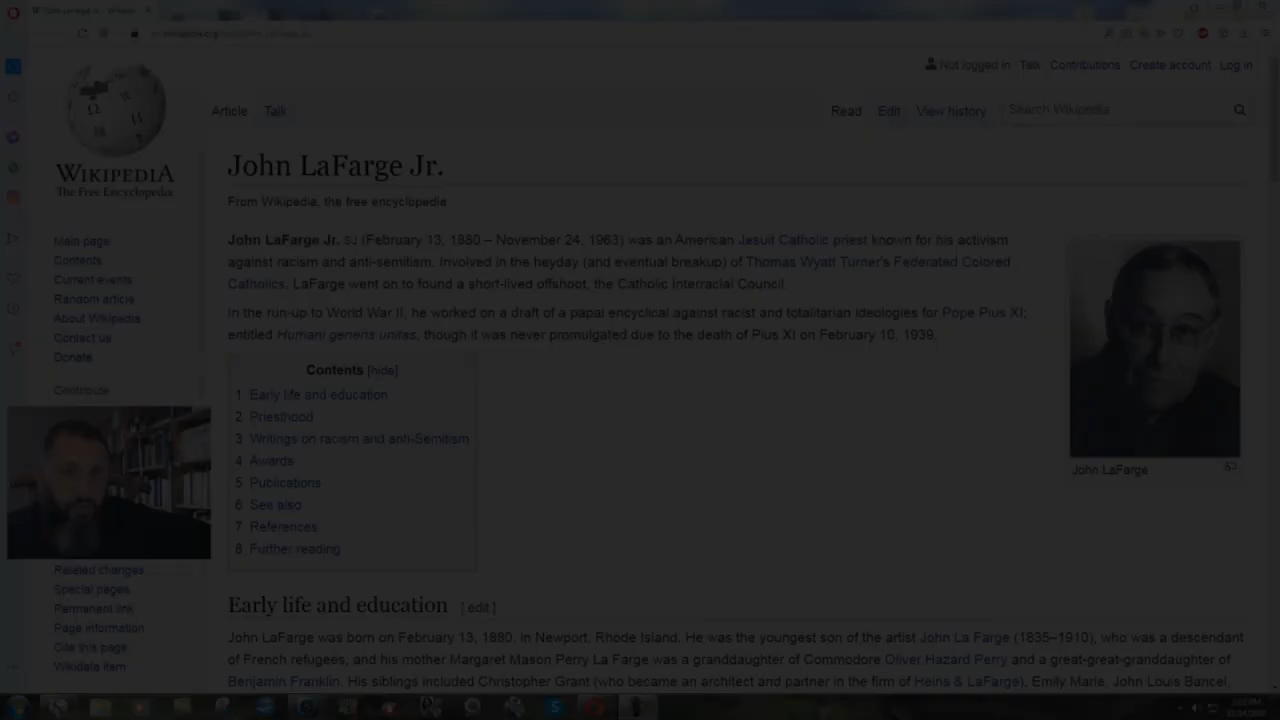 John LaFarge Jr. - Wikipedia
Not logged in Talk Contributions Create account Log in
Article Talk
Read Edit View history Search Wikipedia
WIKIPEDIA
The Free Encyclopedia
Main page
Contents
Current events
Random article
About Wikipedia
Contact us
Donate
Contribute
Related changes
Special pages
Permanent link
Page information
Cite this page
Wikidata item
John LaFarge Jr.
From Wikipedia, the free encyclopedia
John LaFarge Jr. SJ (February 13, 1880 – November 24, 1963) was an American Jesuit Catholic priest known for his activism
against racism and anti-semitism. Involved in the heyday (and eventual breakup) of Thomas Wyatt Turner's Federated Colored
Catholics, LaFarge went on to found a short-lived offshoot, the Catholic Interracial Council.
In the run-up to World War II, he worked on a draft of a papal encyclical against racist and totalitarian ideologies for Pope Pius XI;
entitled Humani generis unitas, though it was never promulgated due to the death of Pius XI on February 10, 1939.
John LaFarge
Contents [hide]
1 Early life and education
2 Priesthood
3 Writings on racism and anti-Semitism
4 Awards
5 Publications
6 See also
7 References
8 Further reading
Early life and education [ edit ]
John LaFarge was born on February 13, 1880, in Newport, Rhode Island. He was the youngest son of the artist John La Farge (1835–1910), who was a descendant
of French refugees, and his mother Margaret Mason Perry La Farge was a granddaughter of Commodore Oliver Hazard Perry and a great-great-granddaughter of
Benjamin Franklin. His siblings included Christopher Grant (who became an architect and partner in the firm of Heins & LaFarge), Emily Marie, John Louis Bancel,